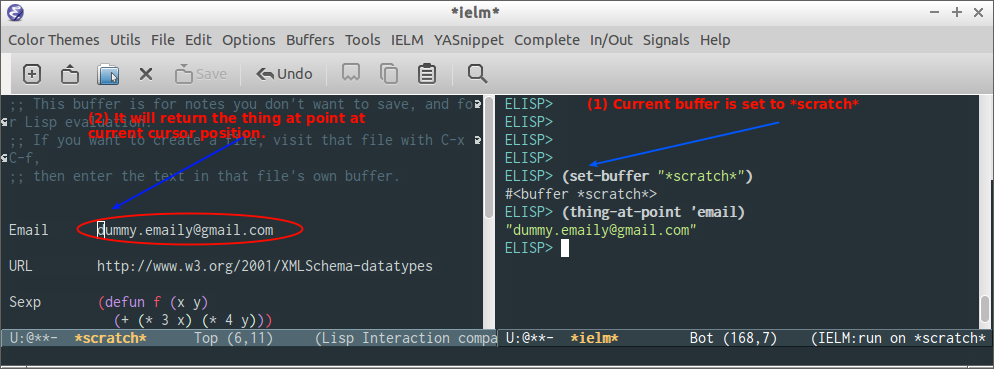 *ielm*
Color Themes Utils File Edit Options Buffers Tools IELM YASnippet Complete In/Out Signals Help
Save Undo
;; This buffer is for notes you don't want to save, and fo
r Lisp evaluation.
;; If you want to create a file, visit that file with C-x
C-f,
;; then enter the text in that file's own buffer.
(2) It will return the thing at point at
current cursor position.
Email dummy.emaily@gmail.com
URL http://www.w3.org/2001/XMLSchema-datatypes
Sexp (defun f (x y)
(+ (* 3 x) (* 4 y)))
U:@**- *scratch* Top (6,11) (Lisp Interaction compa
(1) Current buffer is set to *scratch*
ELISP>
ELISP>
ELISP>
ELISP>
ELISP> (set-buffer "*scratch*")
#<buffer *scratch*>
ELISP> (thing-at-point 'email)
"dummy.emaily@gmail.com"
ELISP>
U:@**- *ielm* Bot (168,7) (IELM:run on *scratch*